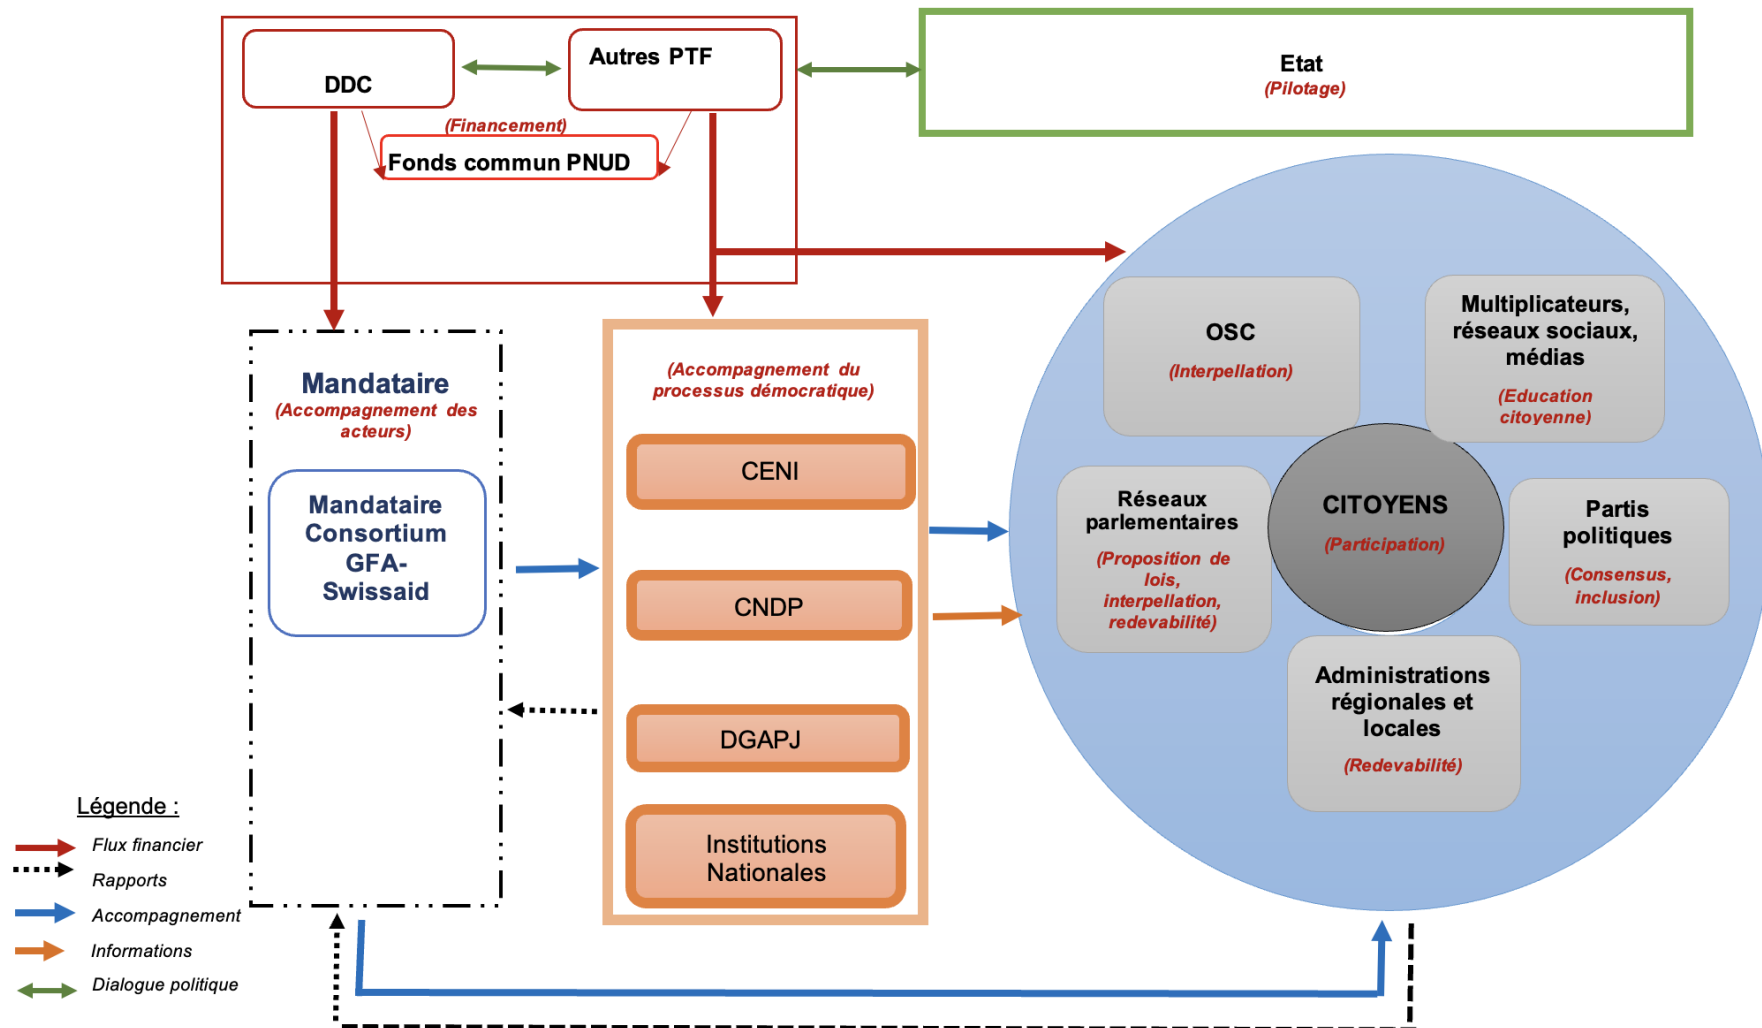 DDC
Autres PTF
(Financement)
Fonds commun PNUD
Etat
(Pilotage)
Mandataire
(Accompagnement des
acteurs)
Mandataire
Consortium
GFA-
Swissaid
(Accompagnement du
processus démocratique)
CENI
CNDP
DGAPJ
Institutions
Nationales
OSC
(Interpellation)
Multiplicateurs,
réseaux sociaux,
médias
(Education
citoyenne)
Réseaux
parlementaires
(Proposition de
lois,
interpellation,
redevabilité)
CITOYENS
(Participation)
Partis
politiques
(Consensus,
inclusion)
Administrations
régionales et
locales
(Redevabilité)
Légende :
Flux financier
Rapports
Accompagnement
Informations
Dialogue politique